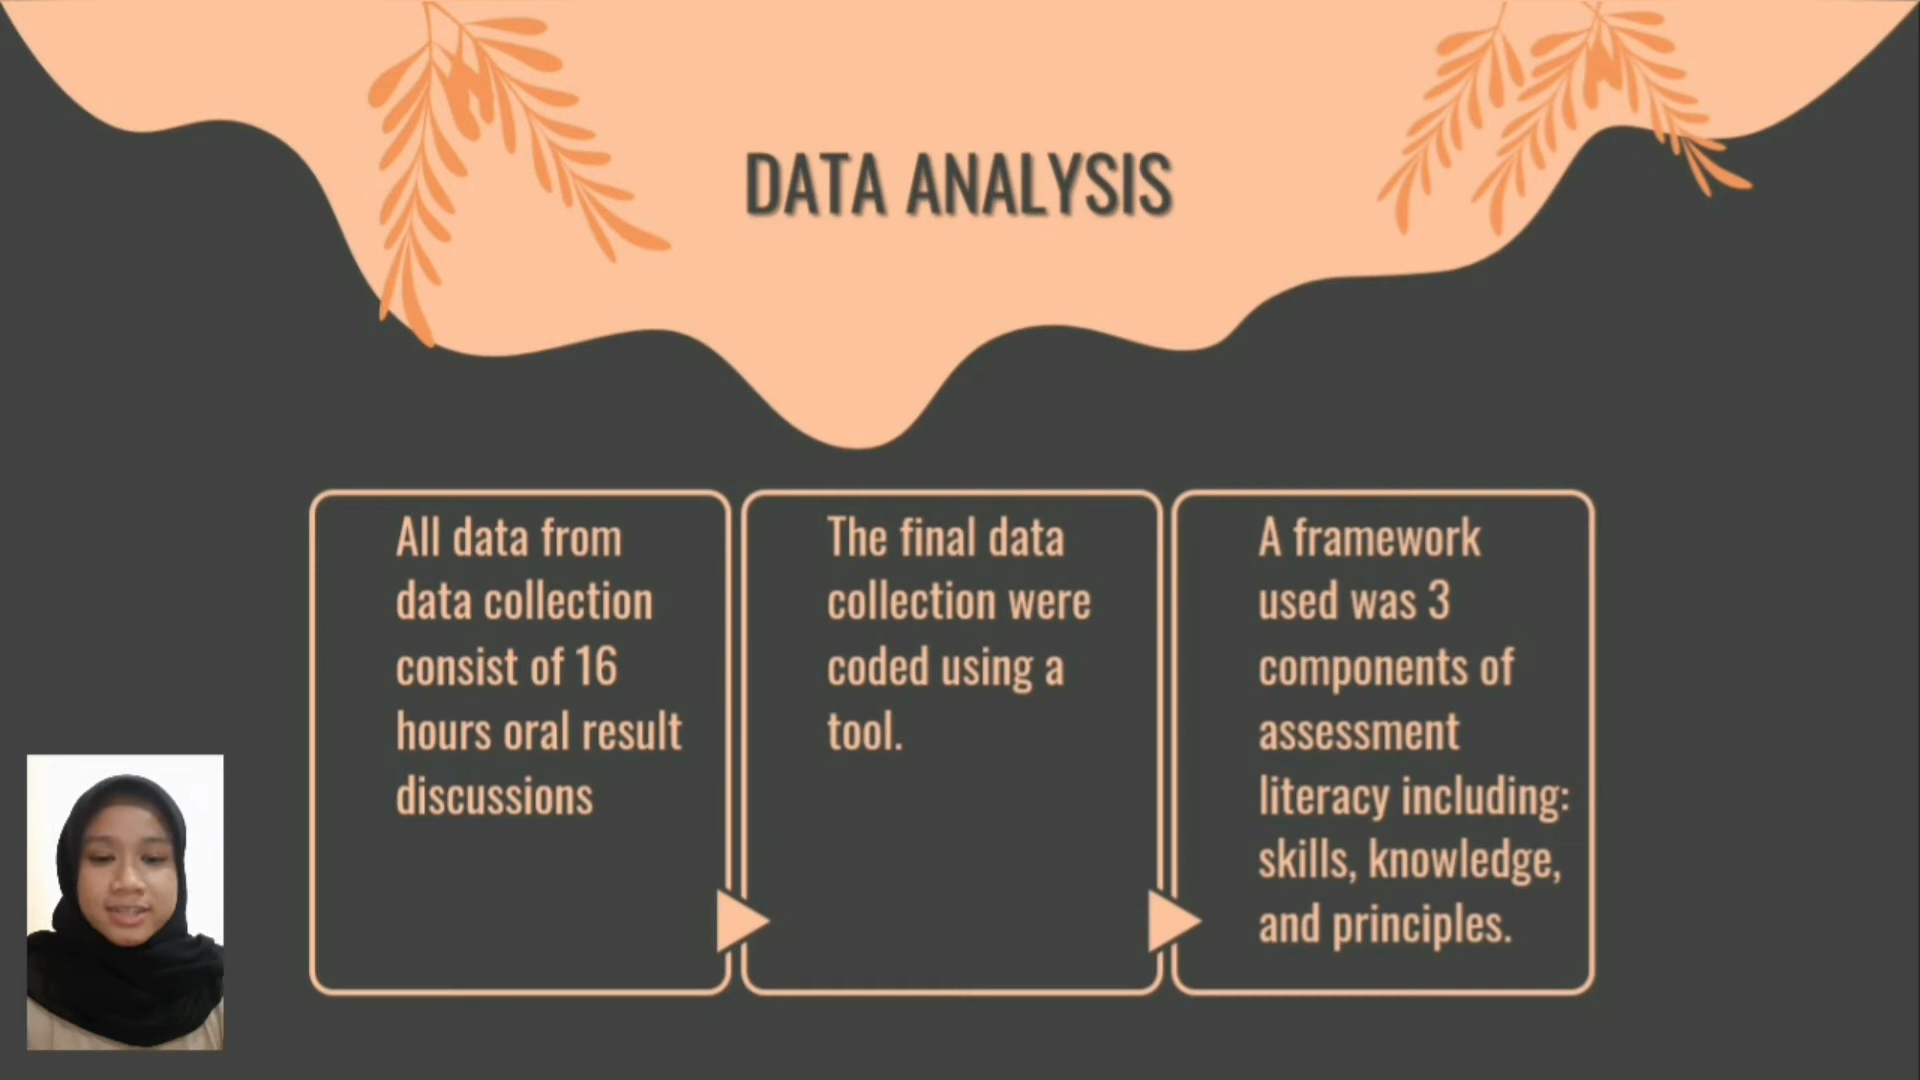 DATA ANALYSIS
All data from
data collection
consist of 16
hours oral result
discussions
The final data
collection were
coded using a
tool.
A framework
used was 3
components of
assessment
literacy including:
skills, knowledge,
and principles.